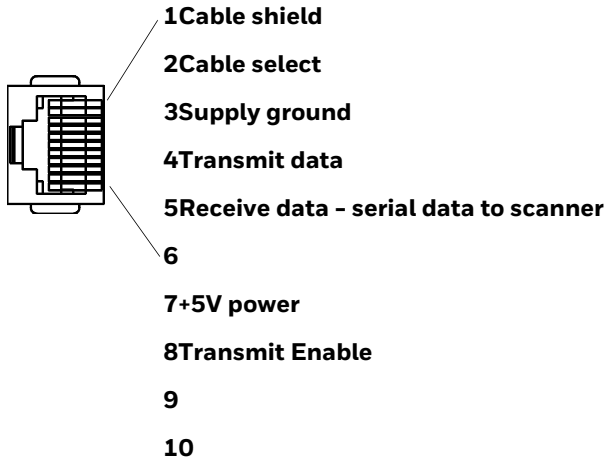 1Cable shield
2Cable select
3Supply ground
4Transmit data
5Receive data – serial data to scanner
6
7+5V power
8Transmit Enable
9
10